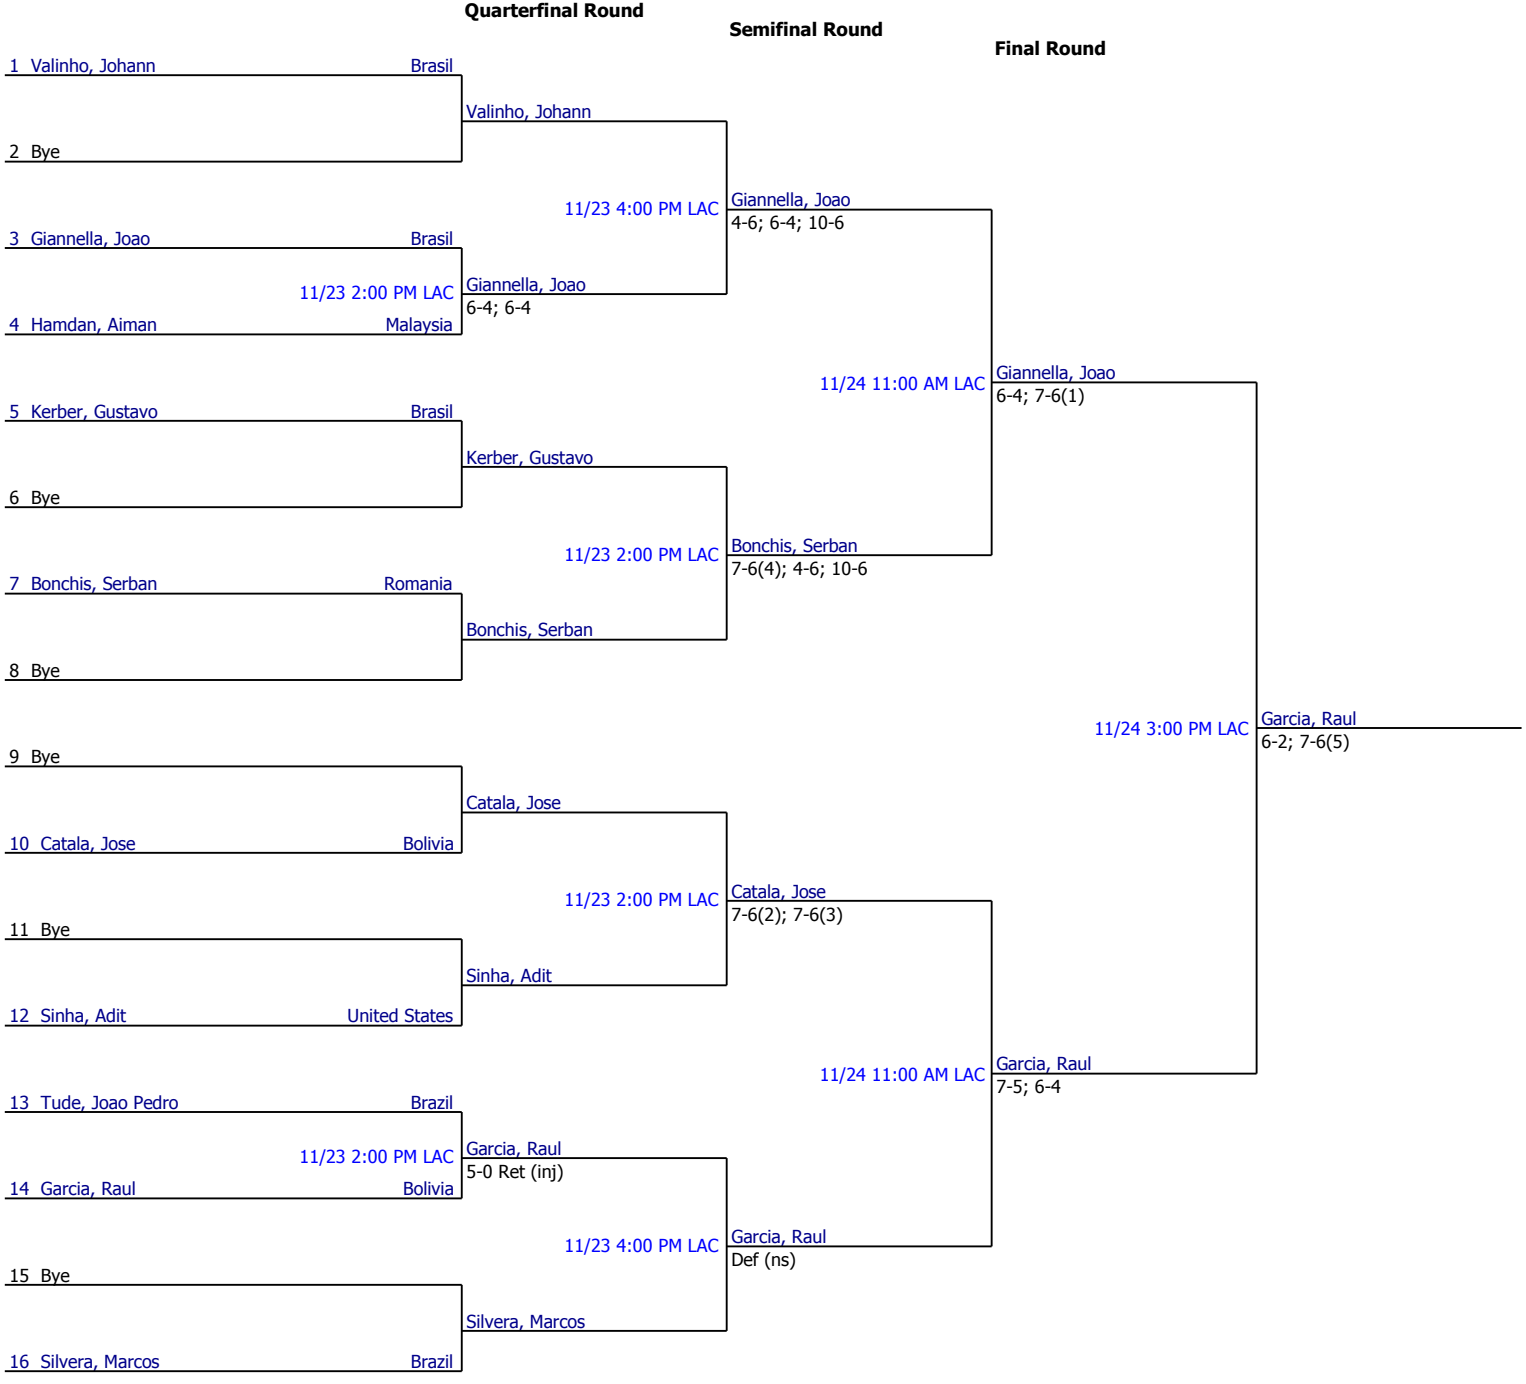 Quarterfinal Round
Semifinal Round
Final Round
1 Valinho, Johann Brasil
Valinho, Johann
2 Bye
11/23 4:00 PM LAC Giannella, Joao
4-6; 6-4; 10-6
3 Giannella, Joao Brasil
11/23 2:00 PM LAC Giannella, Joao
6-4; 6-4
4 Hamdan, Aiman Malaysia
11/24 11:00 AM LAC Giannella, Joao
6-4; 7-6(1)
5 Kerber, Gustavo Brasil
Kerber, Gustavo
6 Bye
11/23 2:00 PM LAC Bonchis, Serban
7-6(4); 4-6; 10-6
7 Bonchis, Serban Romania
Bonchis, Serban
8 Bye
11/24 3:00 PM LAC Garcia, Raul
6-2; 7-6(5)
9 Bye
Catala, Jose
10 Catala, Jose Bolivia
11/23 2:00 PM LAC Catala, Jose
7-6(2); 7-6(3)
11 Bye
Sinha, Adit
12 Sinha, Adit United States
11/24 11:00 AM LAC Garcia, Raul
7-5; 6-4
13 Tude, Joao Pedro Brazil
11/23 2:00 PM LAC Garcia, Raul
5-0 Ret (inj)
14 Garcia, Raul Bolivia
11/23 4:00 PM LAC Garcia, Raul
Def (ns)
15 Bye
Silvera, Marcos
16 Silvera, Marcos Brazil